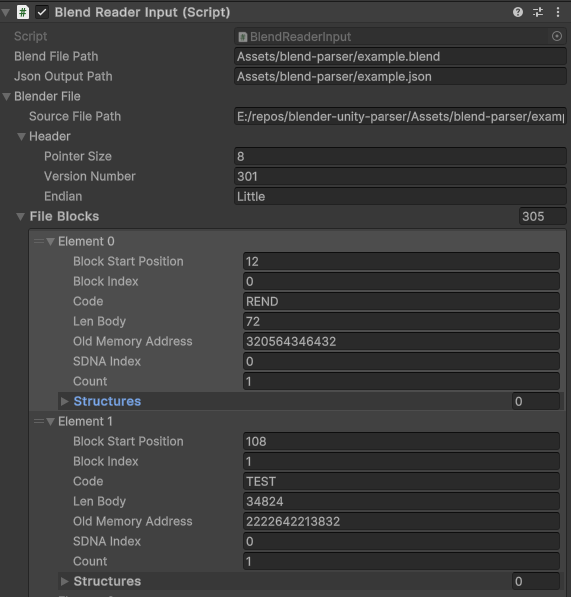 # Blend Reader Input (Script)
Script # BlendReaderInput
Blend File Path Assets/blend-parser/example.blend
Json Output Path Assets/blend-parser/example.json
Blender File
Source File Path E:/repos/blender-unity-parser/Assets/blend-parser/exam
Header
Pointer Size 8
Version Number 301
Endian Little
File Blocks 305
Element 0
Block Start Position 12
Block Index 0
Code REND
Len Body 72
Old Memory Address 320564346432
SDNA Index 0
Count 1
Structures 0
Element 1
Block Start Position 108
Block Index 1
Code TEST
Len Body 34824
Old Memory Address 2222642213832
SDNA Index 0
Count 1
Structures 0